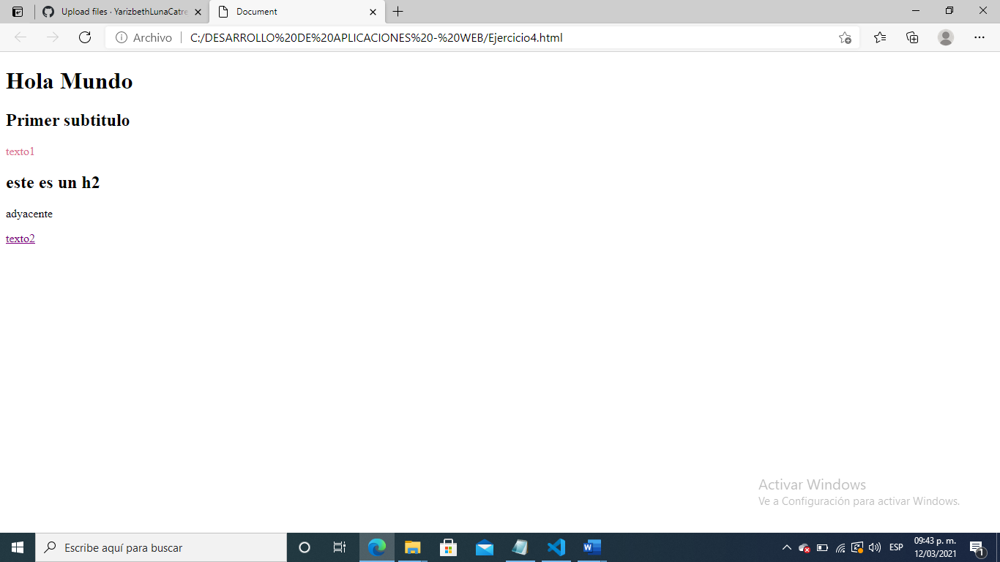 Upload files · YarizbethLunaCatre
Document
Archivo
C:/DESARROLLO%20DE%20APLICACIONES%20-%20WEB/Ejercicio4.html
Hola Mundo
Primer subtitulo
texto1
este es un h2
adyacente
texto2
Activar Windows
Ve a Configuración para activar Windows.
Escribe aquí para buscar
W
ESP
09:43 p. m.
12/03/2021
1